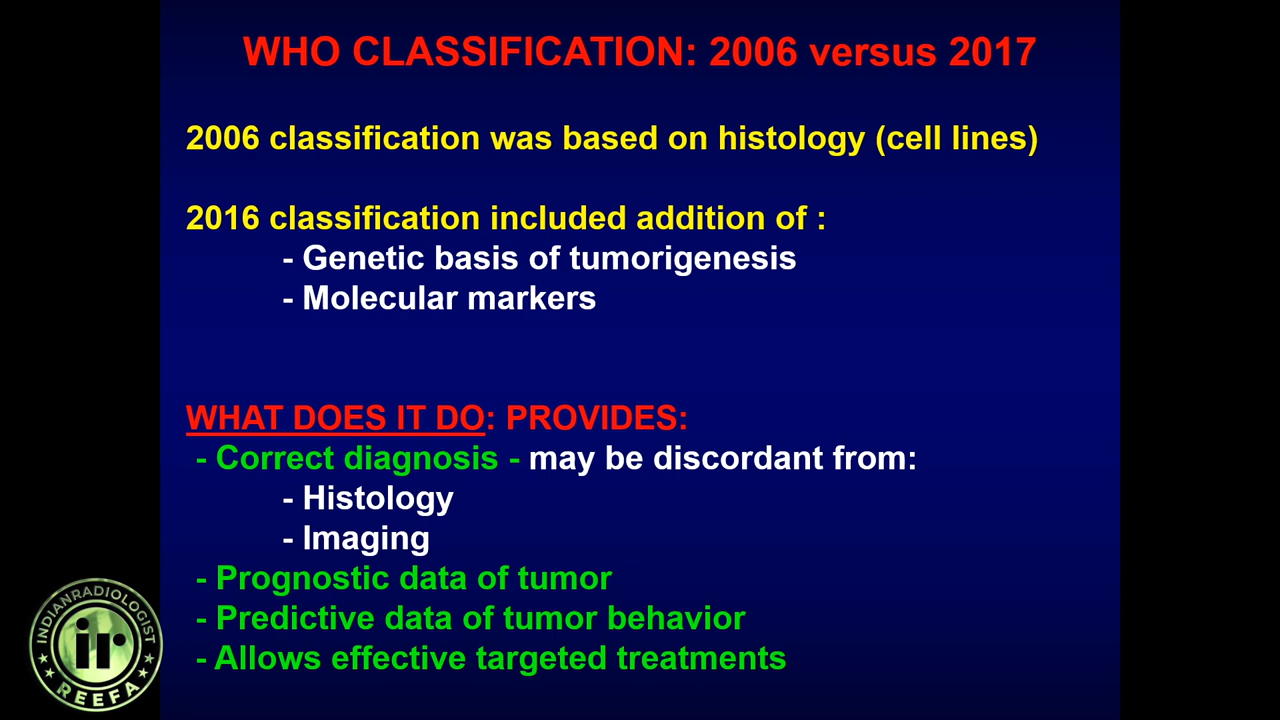 WHO CLASSIFICATION: 2006 versus 2017
2006 classification was based on histology (cell lines)
2016 classification included addition of :
- Genetic basis of tumorigenesis
- Molecular markers
WHAT DOES IT DO: PROVIDES:
- Correct diagnosis - may be discordant from:
- Histology
- Imaging
- Prognostic data of tumor
- Predictive data of tumor behavior
- Allows effective targeted treatments
INDIANRADIOLOGIST
ir
REEFA